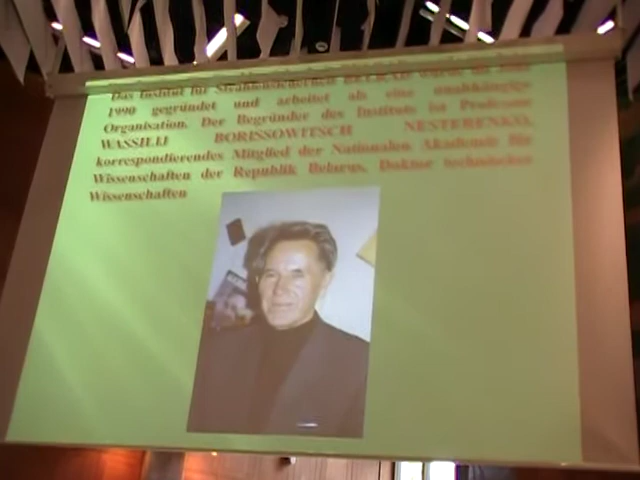 Das Institut für Strahlensicherheit BELRAD wurde im Jahr
1990 gegründet und arbeitet als eine unabhängige
Organisation. Der Begründer des Instituts ist Professor
WASSILIJ BORISSOWITSCH NESTERENKO,
korrespondierendes Mitglied der Nationalen Akademie für
Wissenschaften der Republik Belarus, Doktor technischer
Wissenschaften